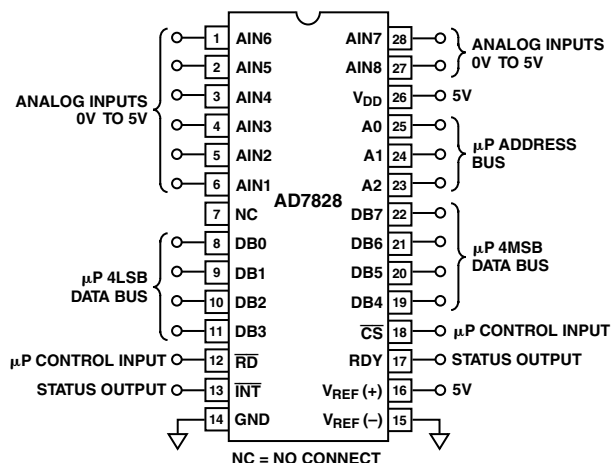 1 AIN6 AIN7 28
2 AIN5 AIN8 27
ANALOG INPUTS
0V TO 5V
ANALOG INPUTS
0V TO 5V
3 AIN4 VDD 26 5V
4 AIN3 A0 25
5 AIN2 A1 24
6 AIN1 A2 23
μP ADDRESS
BUS
AD7828
7 NC DB7 22
8 DB0 DB6 21
9 DB1 DB5 20
10 DB2 DB4 19
μP 4LSB
DATA BUS
μP 4MSB
DATA BUS
11 DB3 CS 18 μP CONTROL INPUT
μP CONTROL INPUT 12 RD RDY 17 STATUS OUTPUT
STATUS OUTPUT 13 INT VREF (+) 16 5V
14 GND VREF (–) 15
NC = NO CONNECT